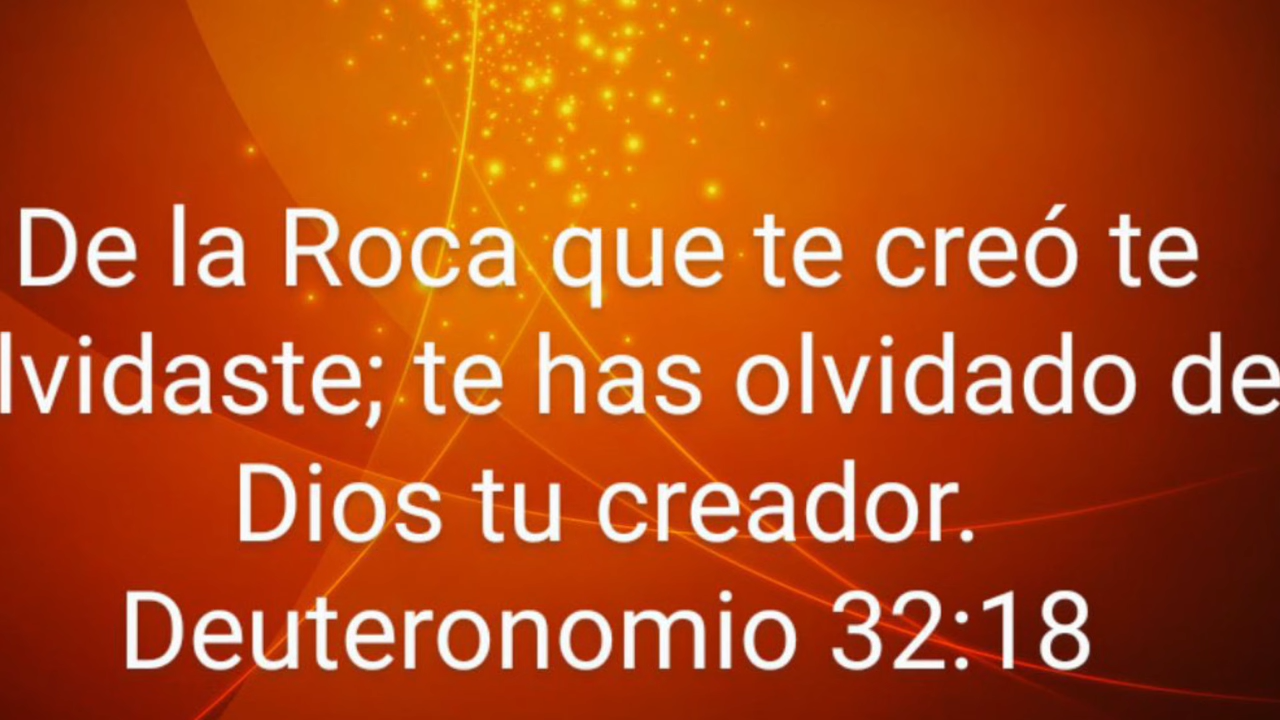 De la Roca que te creó te
lvidaste; te has olvidado de
Dios tu creador.
Deuteronomio 32:18